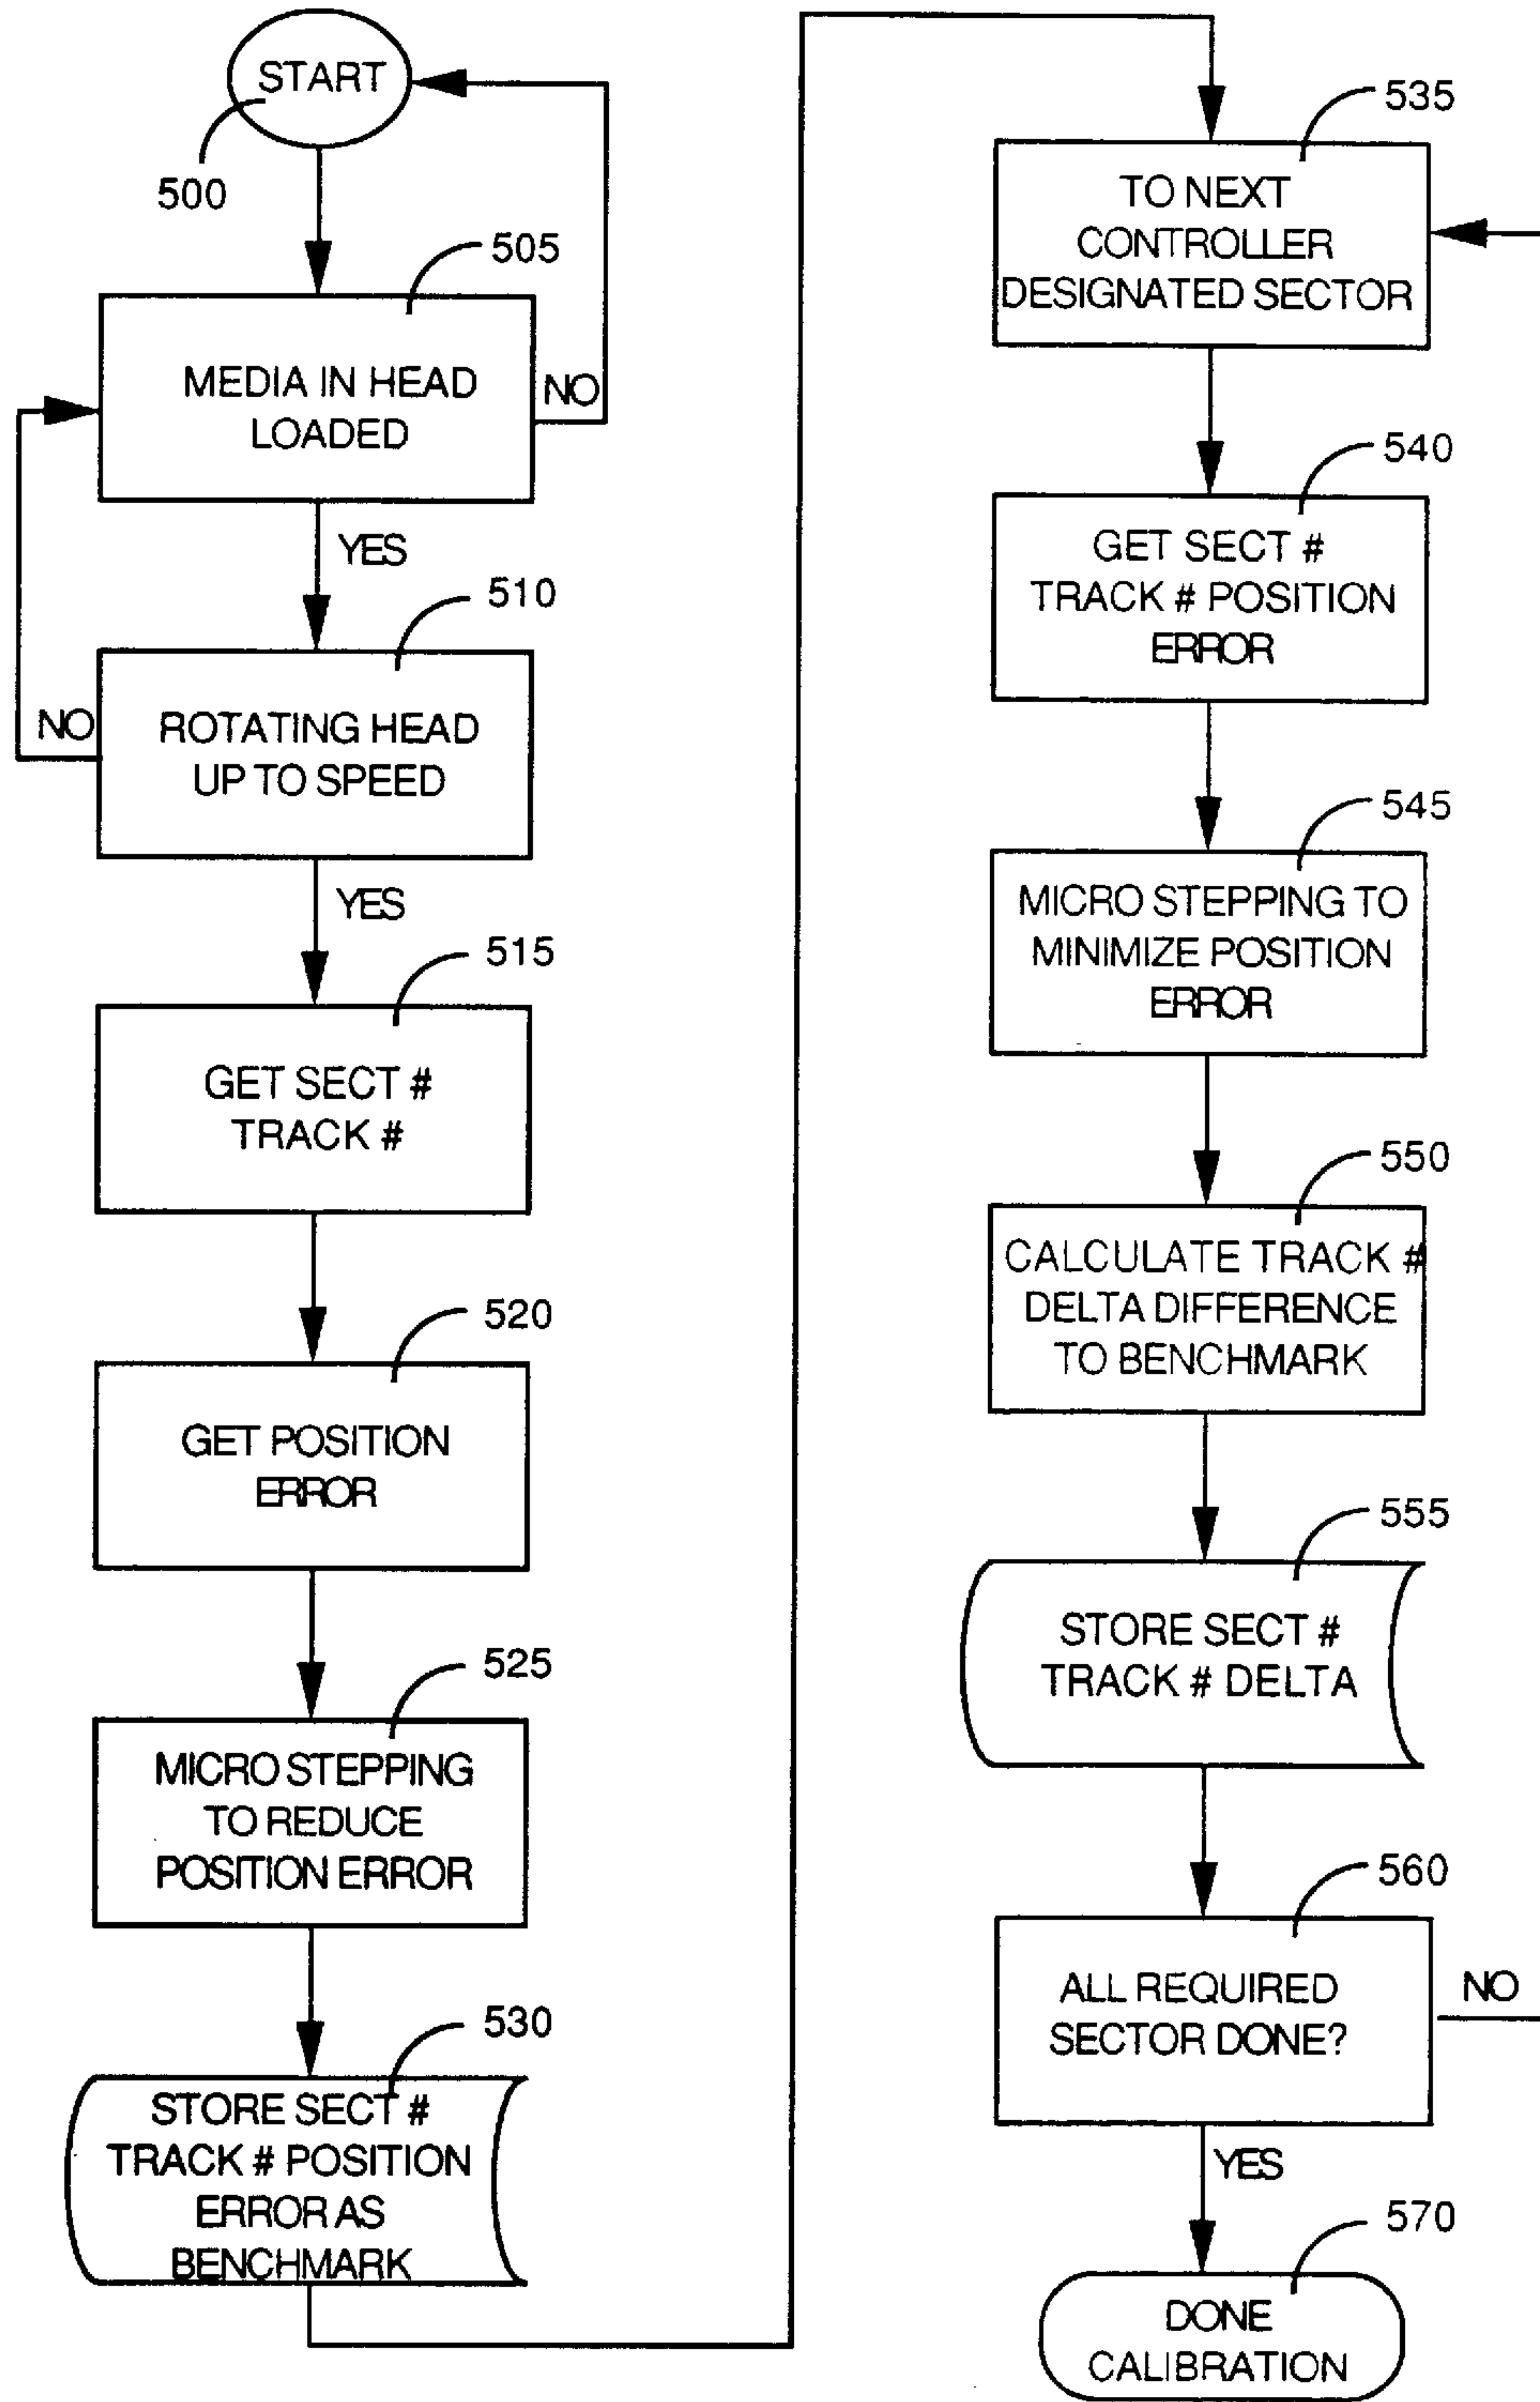 START
500
505
MEDIA IN HEAD
LOADED
NO
YES
510
ROTATING HEAD
UP TO SPEED
NO
YES
515
GET SECT #
TRACK #
520
GET POSITION
ERROR
525
MICRO STEPPING
TO REDUCE
POSITION ERROR
530
STORE SECT #
TRACK # POSITION
ERROR AS
BENCHMARK
535
TO NEXT
CONTROLLER
DESIGNATED SECTOR
540
GET SECT #
TRACK # POSITION
ERROR
545
MICRO STEPPING TO
MINIMIZE POSITION
ERROR
550
CALCULATE TRACK #
DELTA DIFFERENCE
TO BENCHMARK
555
STORE SECT #
TRACK # DELTA
560
ALL REQUIRED
SECTOR DONE?
NO
YES
570
DONE
CALIBRATION